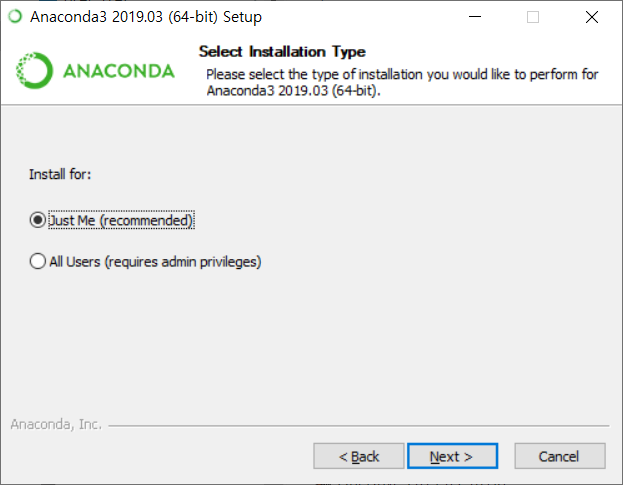 Anaconda3 2019.03 (64-bit) Setup
Select Installation Type
ANACONDA
Please select the type of installation you would like to perform for
Anaconda3 2019.03 (64-bit).
Install for:
Just Me (recommended)
All Users (requires admin privileges)
Anaconda, Inc.
< Back
Next >
Cancel